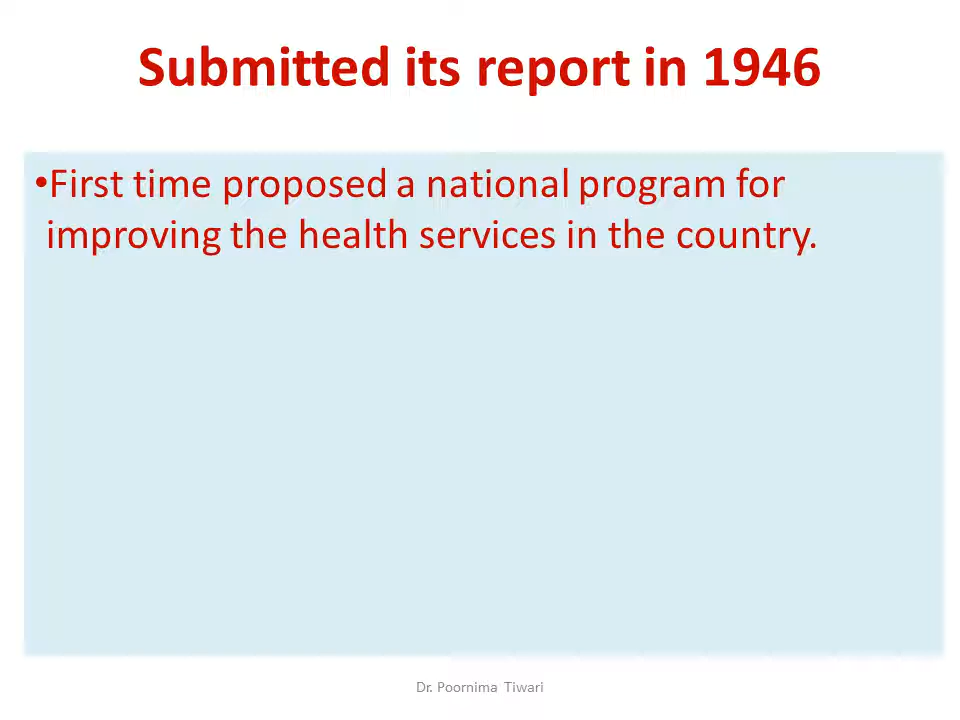 Submitted its report in 1946
•First time proposed a national program for
improving the health services in the country.
Dr. Poornima Tiwari